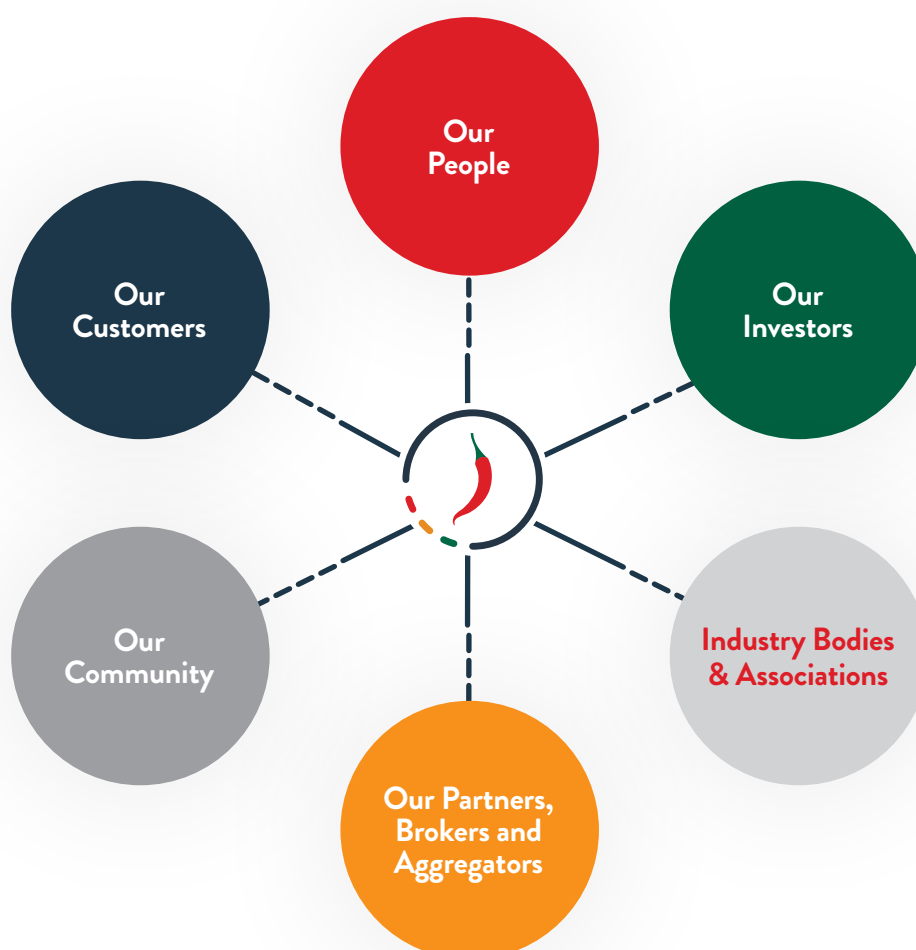 Our
People
Our
Customers
Our
Investors
Our
Community
Industry Bodies
& Associations
Our Partners,
Brokers and
Aggregators